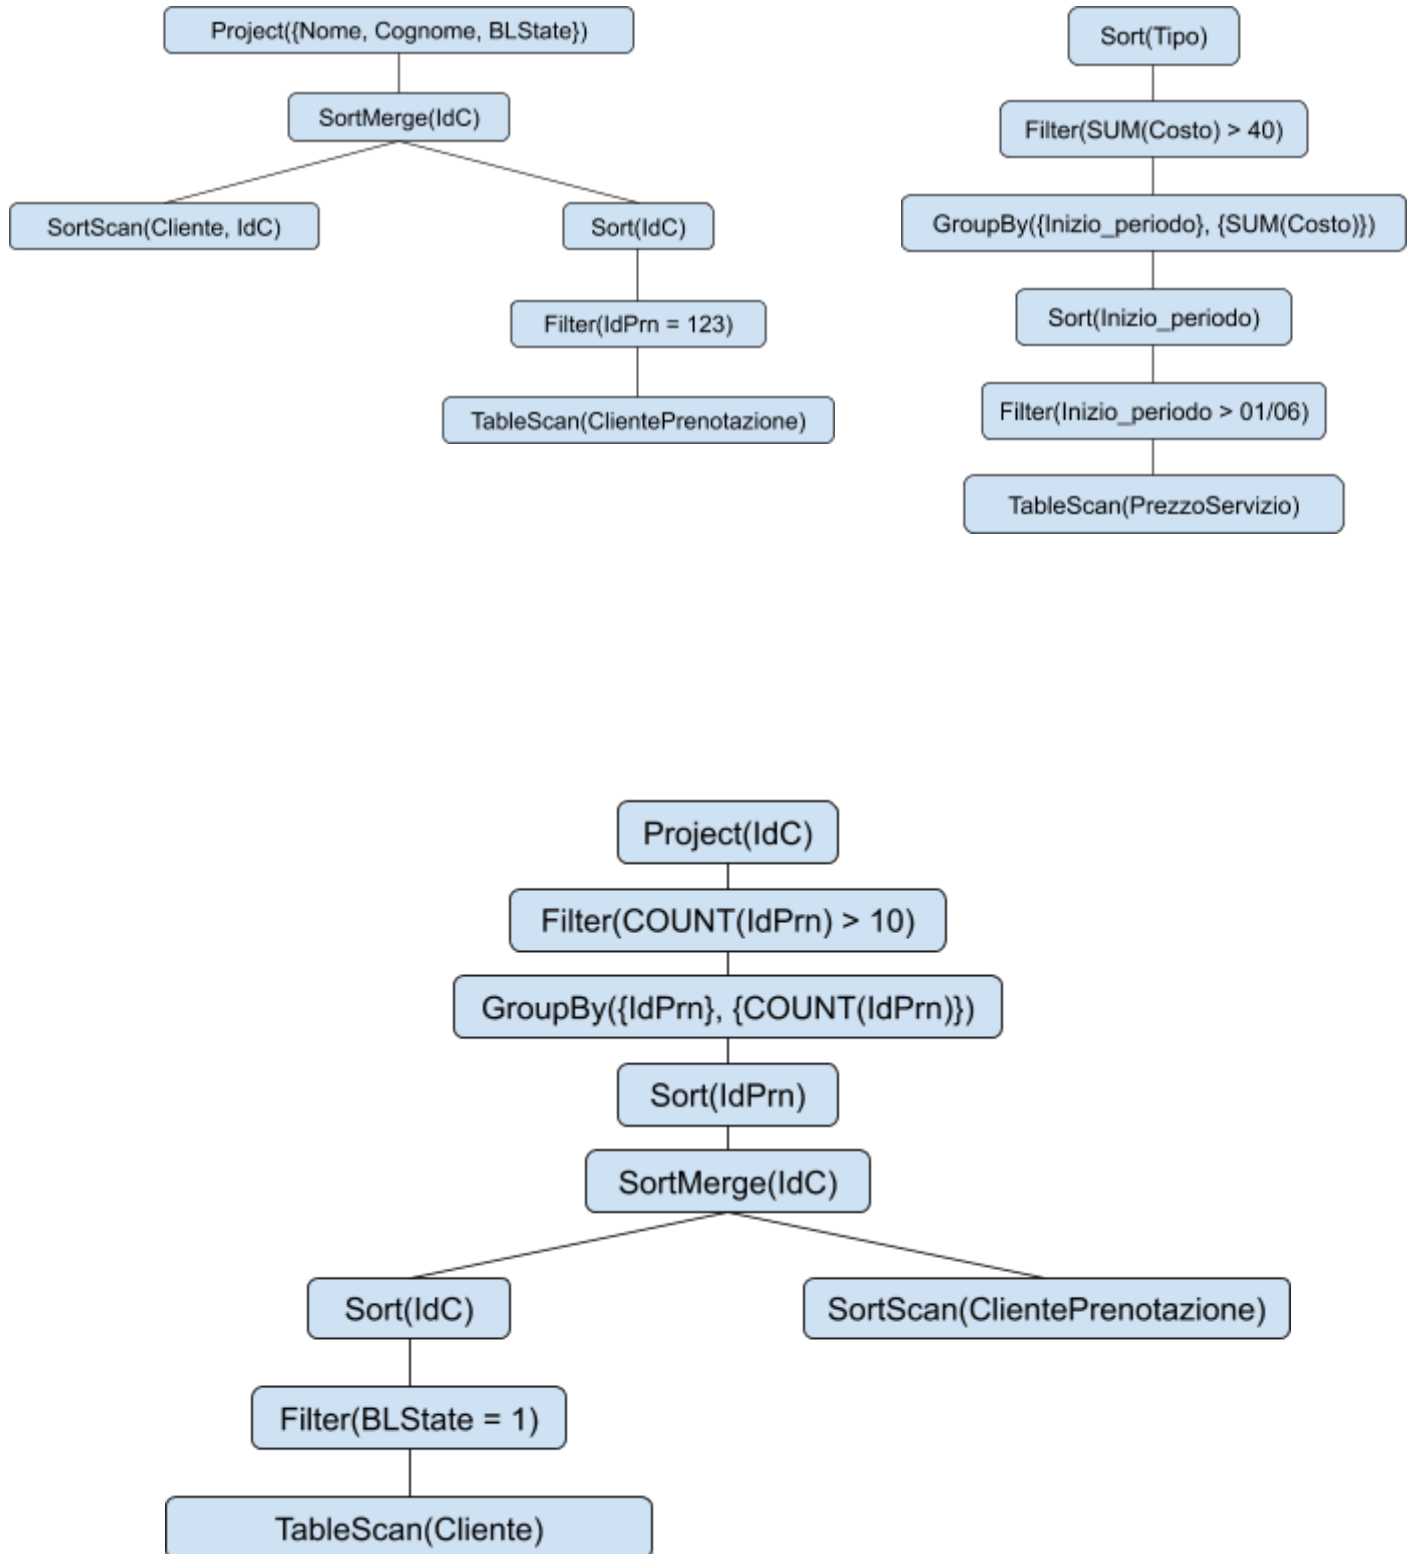 Project({Nome, Cognome, BLState})
SortMerge(IdC)
SortScan(Cliente, IdC)
Sort(IdC)
Filter(IdPrn = 123)
TableScan(ClientePrenotazione)
Sort(Tipo)
Filter(SUM(Costo) > 40)
GroupBy({Inizio_periodo}, {SUM(Costo)})
Sort(Inizio_periodo)
Filter(Inizio_periodo > 01/06)
TableScan(PrezzoServizio)
Project(IdC)
Filter(COUNT(IdPrn) > 10)
GroupBy({IdPrn}, {COUNT(IdPrn)})
Sort(IdPrn)
SortMerge(IdC)
Sort(IdC)
SortScan(ClientePrenotazione)
Filter(BLState = 1)
TableScan(Cliente)